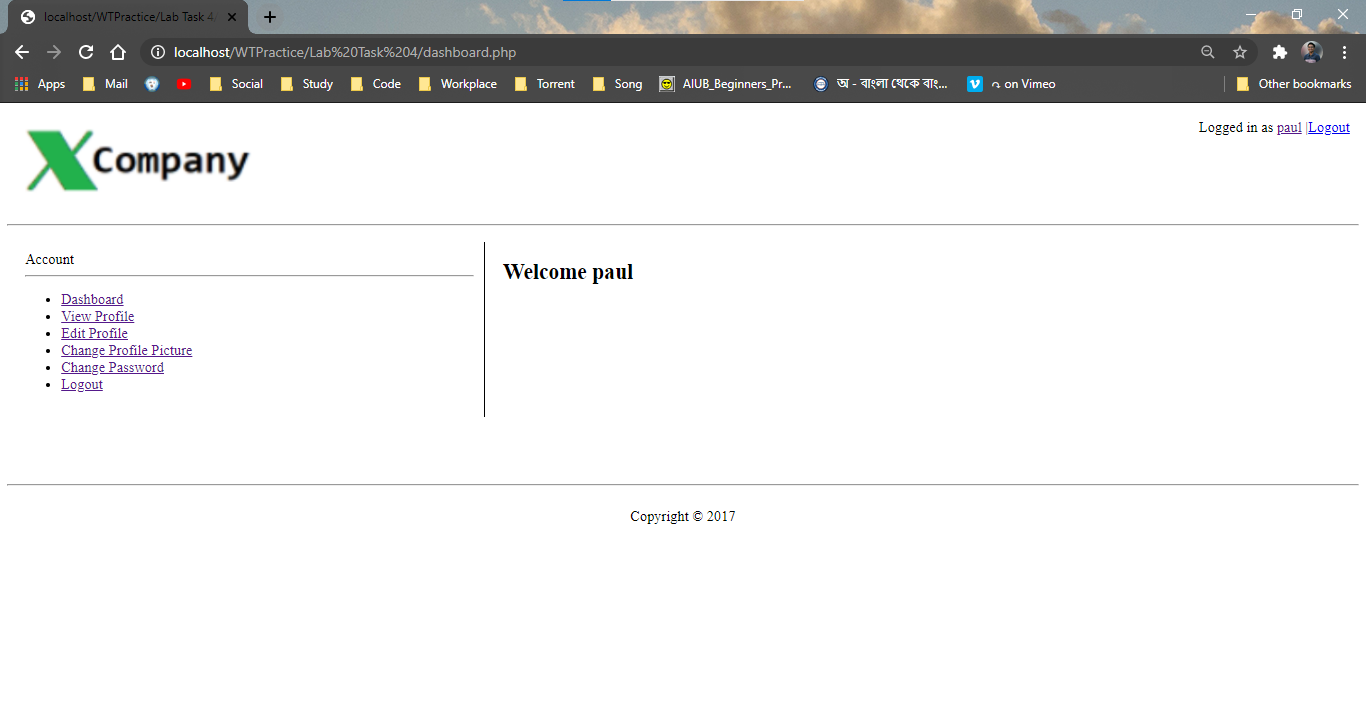 localhost/WTPractice/Lab Task 4
localhost/WTPractice/Lab%20Task%204/dashboard.php
Apps Mail Social Study Code Workplace Torrent Song AIUB_Beginners_Pr... অ - বাংলা থেকে বাং... on Vimeo Other bookmarks
XCompany
Logged in as paul |Logout
Account
Welcome paul
Dashboard
View Profile
Edit Profile
Change Profile Picture
Change Password
Logout
Copyright © 2017